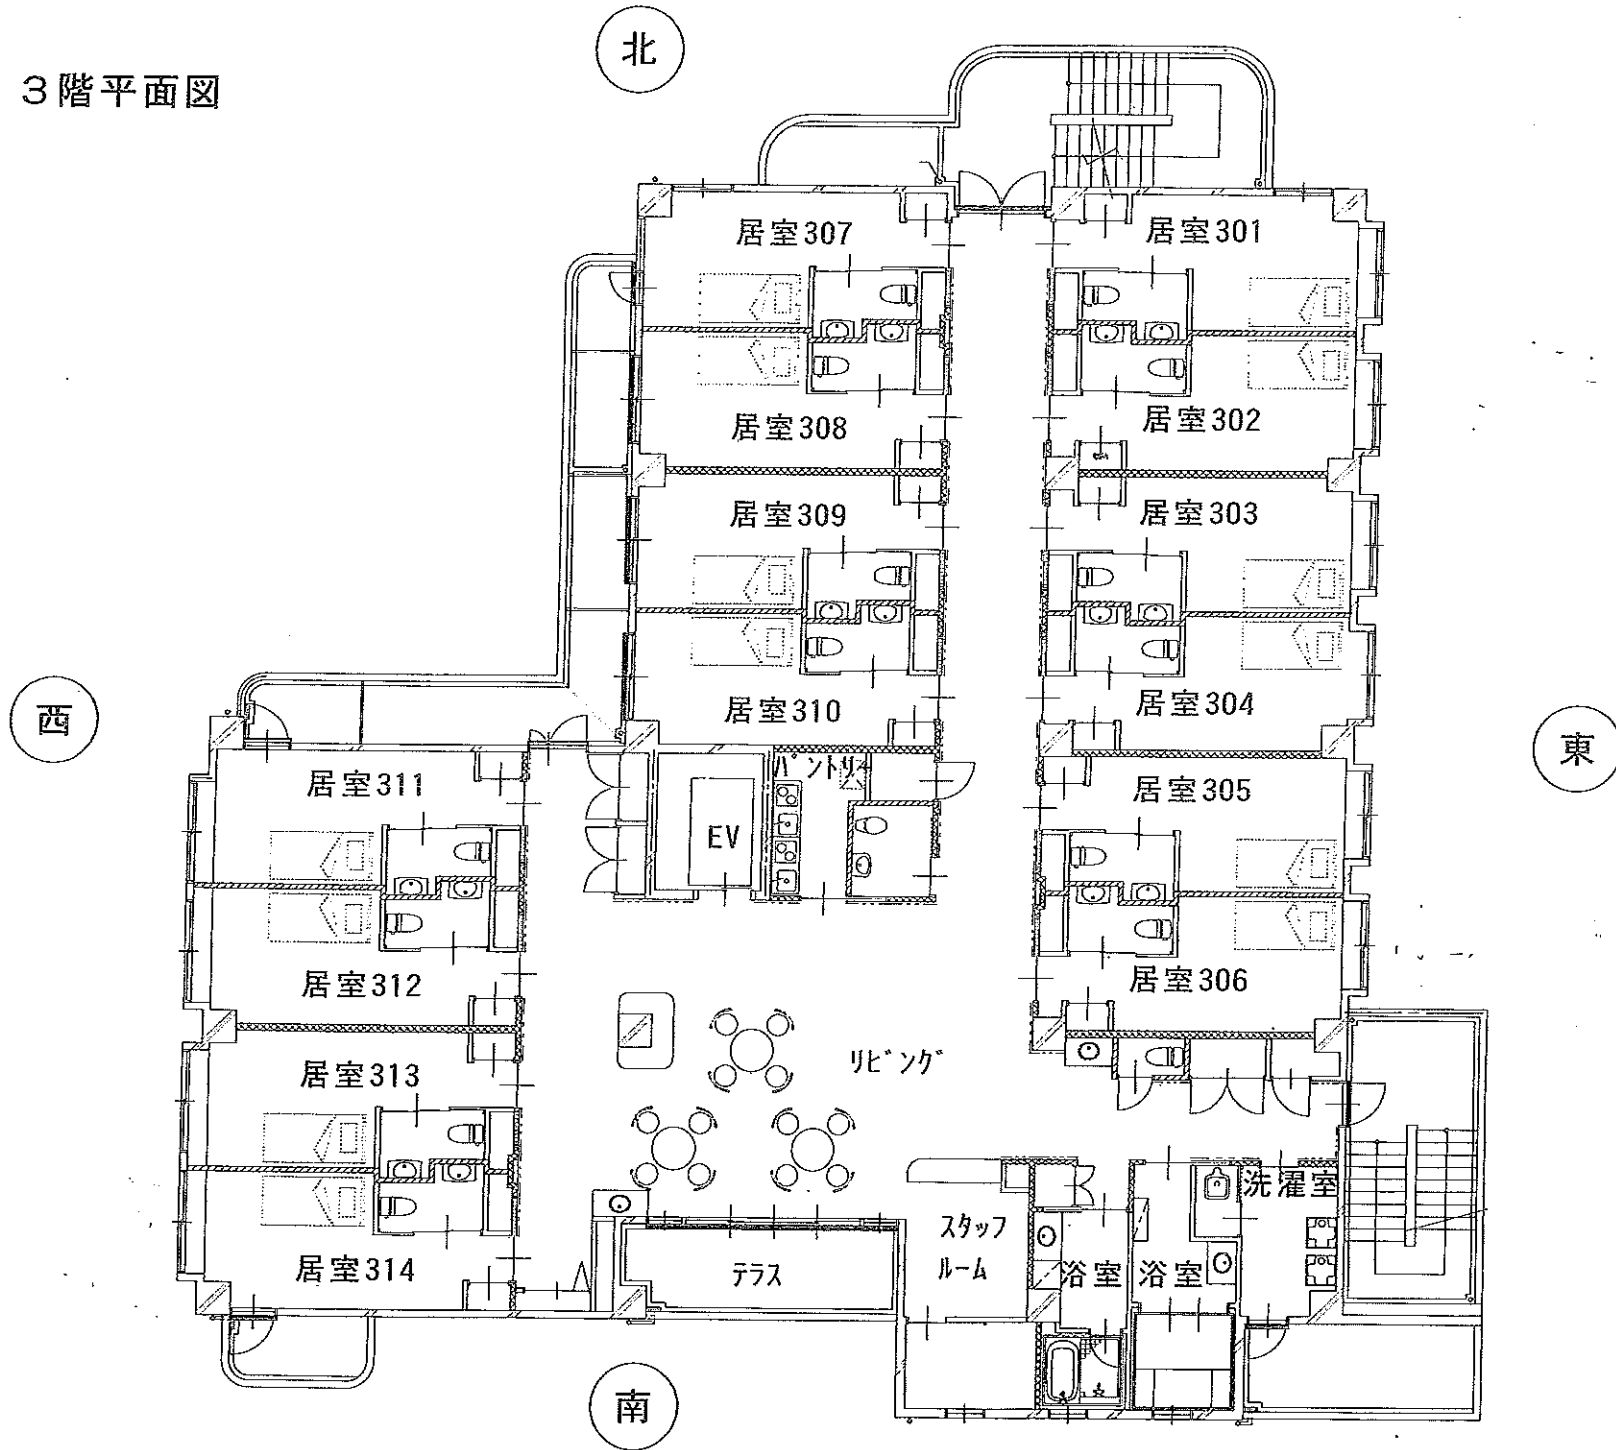 北
3階平面図
居室307
居室301
居室308
居室302
居室309
居室303
西
居室310
居室304
東
居室311
パントリー
居室305
EV
居室312
居室306
居室313
リビング
洗濯室
スタッフ
ルーム
居室314
テラス
浴室
浴室
南